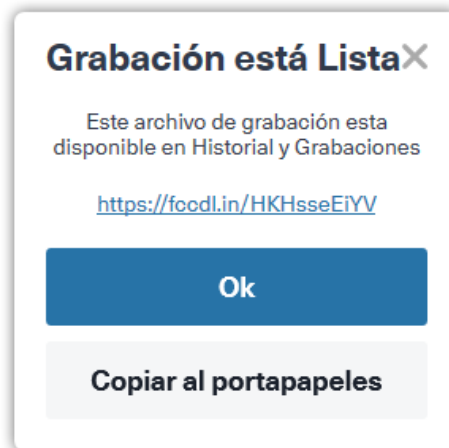 Grabación está Lista
Este archivo de grabación esta
disponible en Historial y Grabaciones
https://fccdl.in/HKHsseEiYV
Ok
Copiar al portapapeles